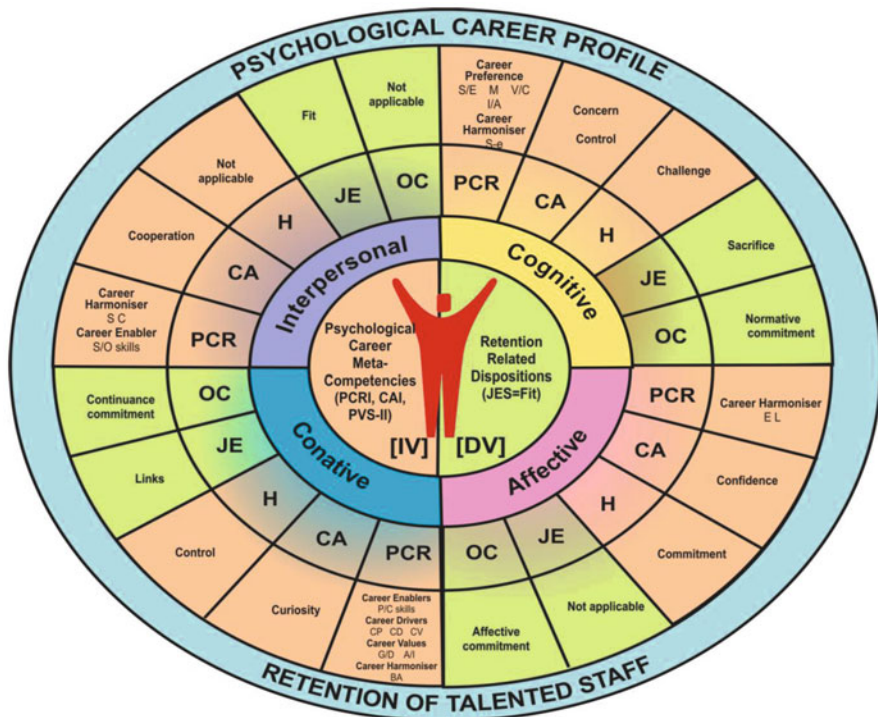 PSYCHOLOGICAL CAREER PROFILE
Career
Preference
S/E M V/C
I/A
Career
Harmoniser
S-e
Concern
Control
Challenge
Sacrifice
Normative
commitment
PCR
CA
H
JE
OC
Cognitive
Career Harmoniser
E L
Confidence
Commitment
Not applicable
Affective
commitment
PCR
CA
H
JE
OC
Affective
Career Enablers
P/C skills
Career Drivers
CP CD CV
Career Values
G/D A/I
Career Harmoniser
BA
Curiosity
Control
Links
Continuance
commitment
PCR
CA
H
JE
OC
Conative
Career
Harmoniser
S C
Career Enabler
S/O skills
Cooperation
Not
applicable
Fit
Not
applicable
PCR
CA
H
JE
OC
Interpersonal
Psychological
Career
Meta-
Competencies
(PCRI, CAI,
PVS-II)
[IV]
Retention
Related
Dispositions
(JES=Fit)
[DV]
RETENTION OF TALENTED STAFF